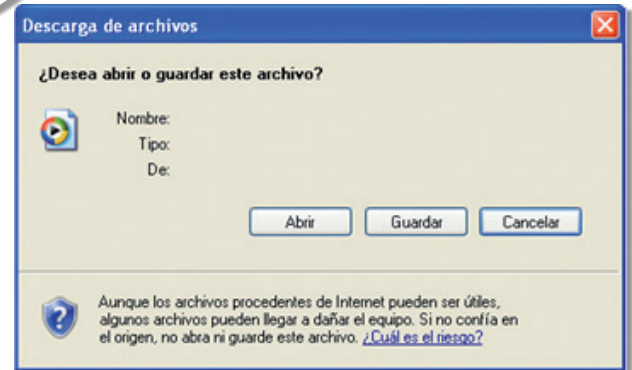 Descarga de archivos
¿Desea abrir o guardar este archivo?
Nombre:
Tipo:
De:
Abrir Guardar Cancelar
Aunque los archivos procedentes de Internet pueden ser útiles,
algunos archivos pueden llegar a dañar el equipo. Si no confía en
el origen, no abra ni guarde este archivo. ¿Cuál es el riesgo?